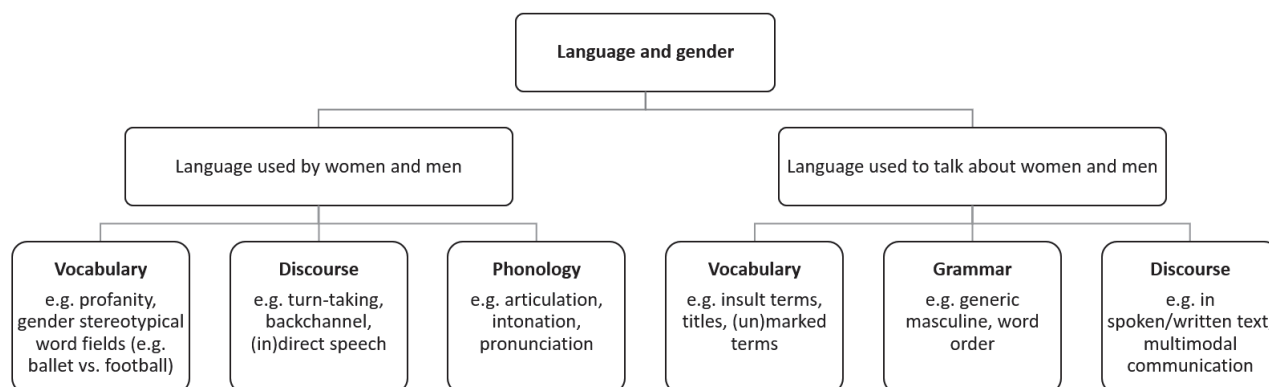 Language and gender
Language used by women and men
Language used to talk about women and men
Vocabulary
e.g. profanity,
gender stereotypical
word fields (e.g.
ballet vs. football)
Discourse
e.g. turn-taking,
backchannel,
(in)direct speech
Phonology
e.g. articulation,
intonation,
pronunciation
Vocabulary
e.g. insult terms,
titles, (un)marked
terms
Grammar
e.g. generic
masculine, word
order
Discourse
e.g. in
spoken/written text,
multimodal
communication